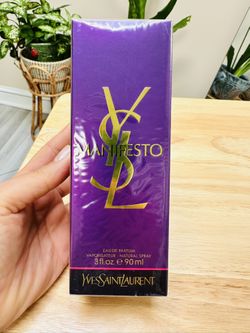 YSL
MANIFESTO
EAU DE PARFUM
VAPORISATEUR - NATURAL SPRAY
3 fl.oz ℮ 90 ml
YVESSAINTLAURENT